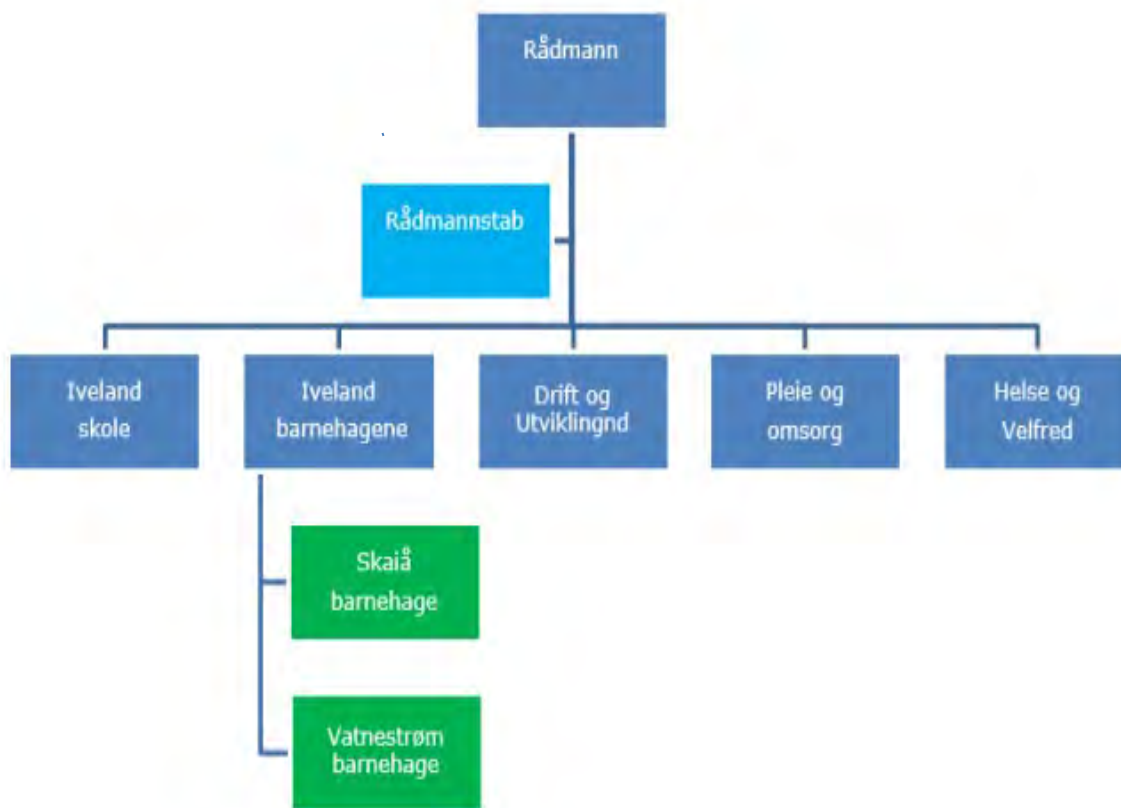 Rådmann
Rådmannstab
Iveland
skole
Iveland
barnehagene
Drift og
Utviklingnd
Pleie og
omsorg
Helse og
Velfred
Skaiå
barnehage
Vatnestrøm
barnehage